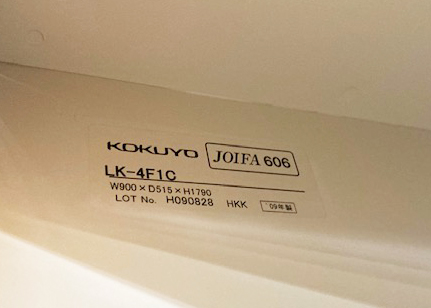 KOKUYO JOIFA 606
LK-4F1C
W900×D515×H1790
LOT No. H090828 HKK '09年製